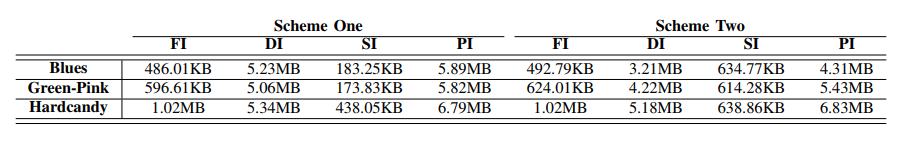 Scheme One Scheme Two
FI DI SI PI FI DI SI PI
Blues 486.01KB 5.23MB 183.25KB 5.89MB 492.79KB 3.21MB 634.77KB 4.31MB
Green-Pink 596.61KB 5.06MB 173.83KB 5.82MB 624.01KB 4.22MB 614.28KB 5.43MB
Hardcandy 1.02MB 5.34MB 438.05KB 6.79MB 1.02MB 5.18MB 638.86KB 6.83MB